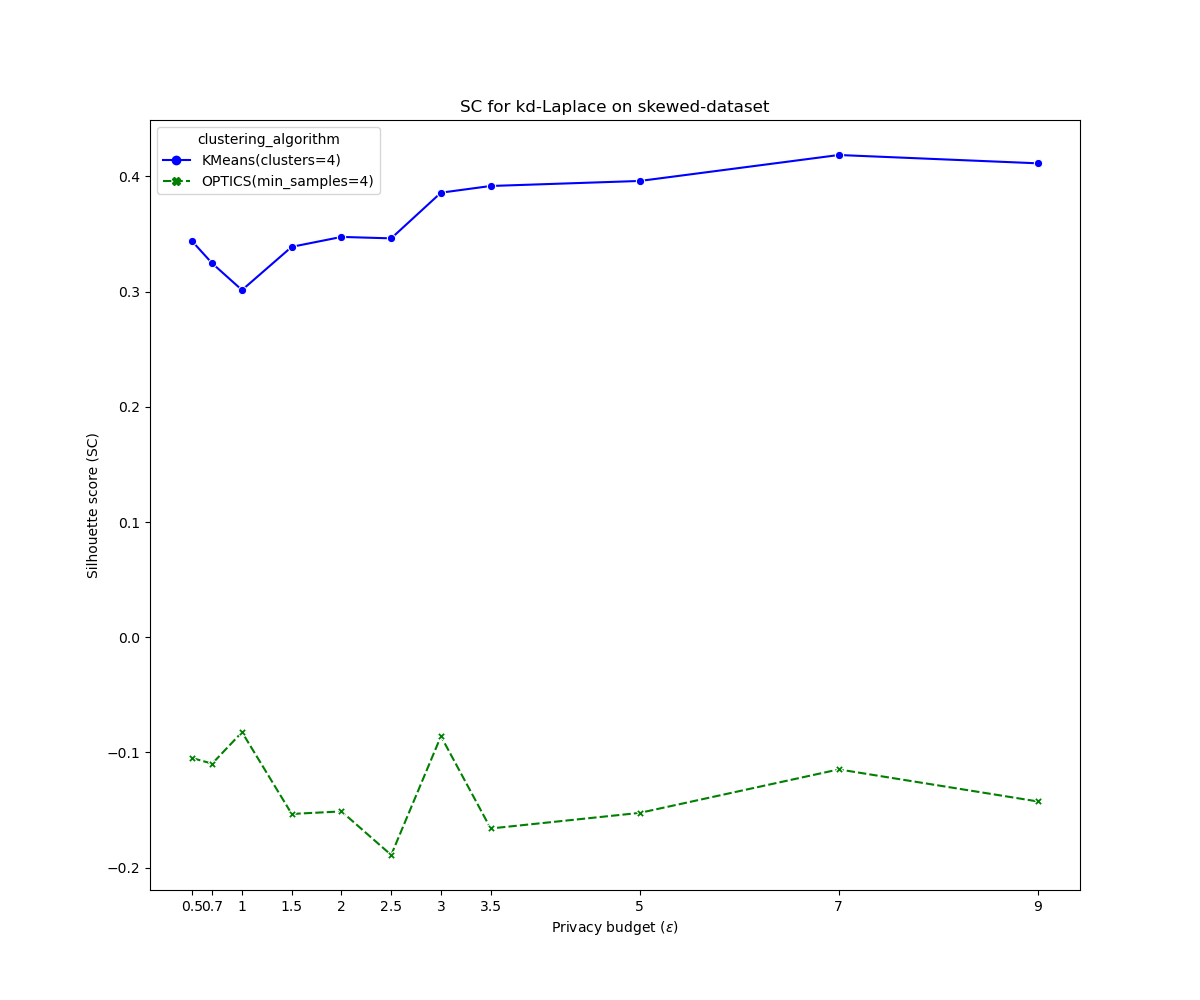 SC for kd-Laplace on skewed-dataset
clustering_algorithm
KMeans(clusters=4)
OPTICS(min_samples=4)
Silhouette score (SC)
0.4
0.3
0.2
0.1
0.0
−0.1
−0.2
0.5 0.7 1 1.5 2 2.5 3 3.5 5 7 9
Privacy budget (ε)